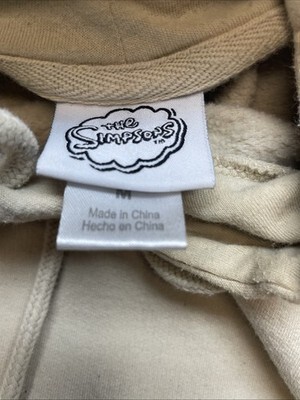 The
SIMPSONS
TM
M
Made in China
Hecho en China